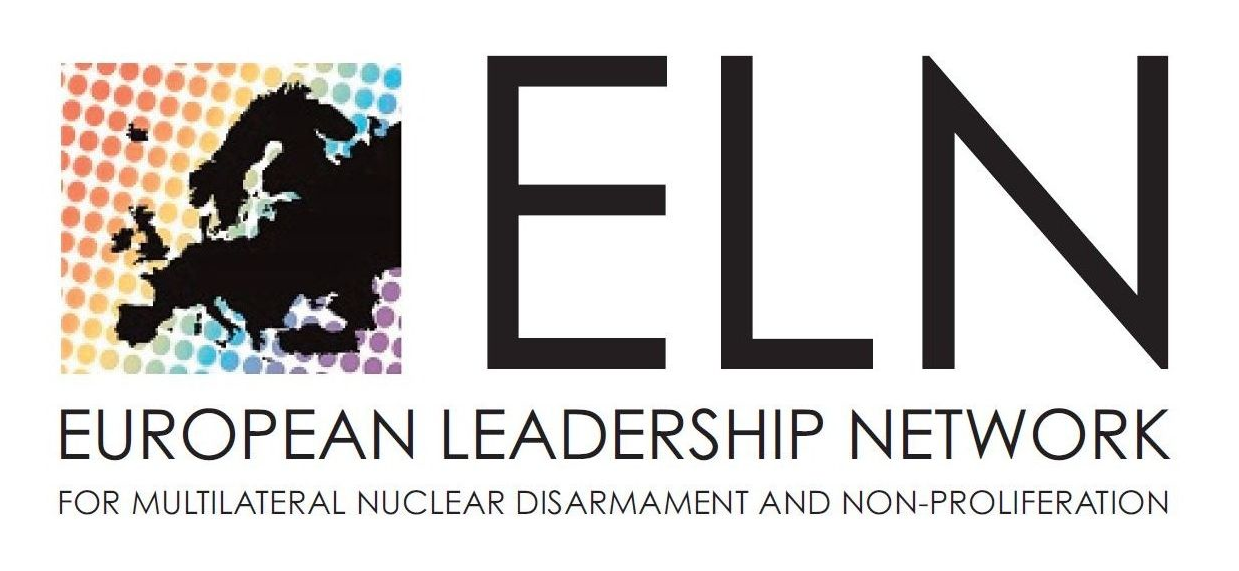 ELN
EUROPEAN LEADERSHIP NETWORK
FOR MULTILATERAL NUCLEAR DISARMAMENT AND NON-PROLIFERATION